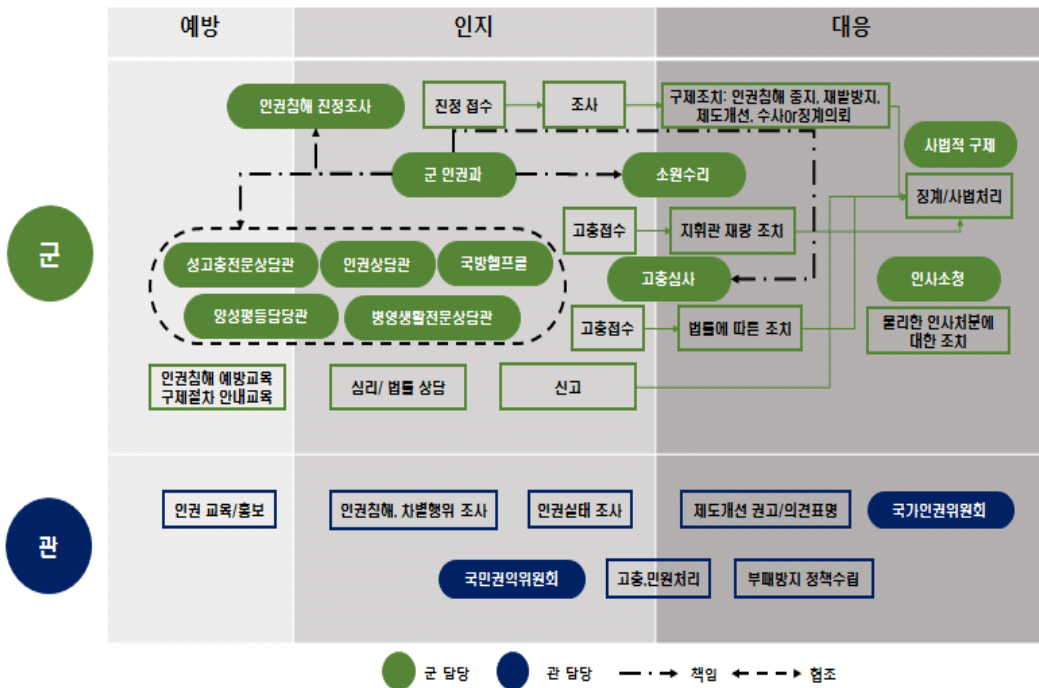 예방
인지
대응
인권침해 진정조사
진정 접수
조사
구제조치: 인권침해 중지, 재발방지,
제도개선, 수사or징계의뢰
사법적 구제
군 인권과
소원수리
징계/사법처리
군
고충접수
지휘관 재량 조치
성고충전문상담관
인권상담관
국방헬프콜
고충심사
인사소청
양성평등담당관
병영생활전문상담관
고충접수
법률에 따른 조치
불리한 인사처분에
대한 조치
인권침해 예방교육
구제절차 안내교육
심리/ 법률 상담
신고
관
인권 교육/홍보
인권침해, 차별행위 조사
인권실태 조사
제도개선 권고/의견표명
국가인권위원회
국민권익위원회
고충,민원처리
부패방지 정책수립
군 담당
관 담당
책임
협조